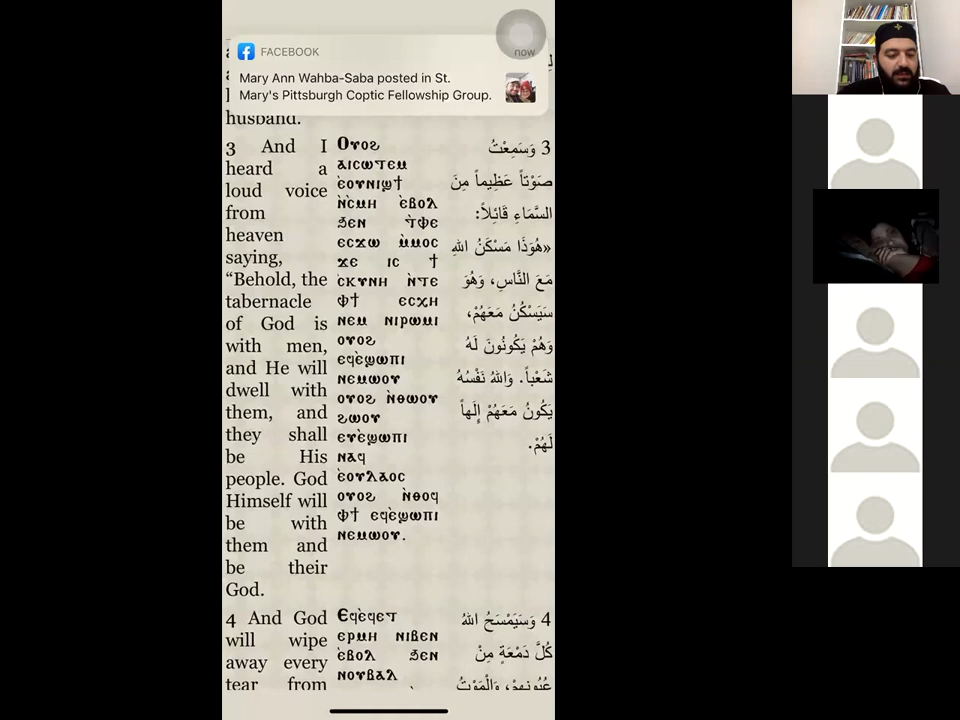 FACEBOOK
now
Mary Ann Wahba-Saba posted in St.
Mary's Pittsburgh Coptic Fellowship Group.
husband.
3 And I
heard a
loud voice
from
heaven
saying,
“Behold, the
tabernacle
of God is
with men,
and He will
dwell with
them, and
they shall
be His
people. God
Himself will
be with
them and
be their
God.
4 And God
will wipe
away every
tear from
Ⲟⲩⲟϩ
ⲁⲓⲥⲱⲧⲉⲙ
ⲉ̀ⲟⲩⲛⲓϣϯ
ⲛ̀ⲥⲙⲏ ⲉ̀ⲃⲟⲗ
ϧⲉⲛ ⲧ̀ⲫⲉ
ⲉⲥϫⲱ ⲙ̀ⲙⲟⲥ
ϫⲉ ⲓⲥ ϯ
ⲥⲕⲩⲛⲏ ⲛ̀ⲧⲉ
ⲫϯ ⲉⲥⲭⲏ
ⲛⲉⲙ ⲛⲓⲣⲱⲙⲓ
ⲟⲩⲟϩ
ⲉϥⲉ̀ϣⲱⲡⲓ
ⲛⲉⲙⲱⲟⲩ
ⲟⲩⲟϩ ⲛ̀ⲑⲱⲟⲩ
ϩⲱⲟⲩ
ⲉⲩⲉ̀ϣⲱⲡⲓ
ⲛⲁϥ
ⲉ̀ⲟⲩⲗⲁⲟⲥ
ⲟⲩⲟϩ ⲛ̀ⲑⲟϥ
ⲫϯ ⲉϥⲉ̀ϣⲱⲡⲓ
ⲛⲉⲙⲱⲟⲩ.
Ⲉϥⲉ̀ϥⲉⲧ
ⲉⲣⲙⲏ ⲛⲓⲃⲉⲛ
ⲉ̀ⲃⲟⲗ ϧⲉⲛ
ⲛⲟⲩⲃⲁⲗ
3 وَسَمِعْتُ
صَوْتاً عَظِيماً مِنَ
السَّمَاءِ قَائِلاً:
«هُوَذَا مَسْكَنُ اللهِ
مَعَ النَّاسِ، وَهُوَ
سَيَسْكُنُ مَعَهُمْ،
وَهُمْ يَكُونُونَ لَهُ
شَعْباً. وَاللهُ نَفْسُهُ
يَكُونُ مَعَهُمْ إِلَهاً
لَهُمْ.
4 وَسَيَمْسَحُ اللهُ
كُلَّ دَمْعَةٍ مِنْ
عُيُونِهِمْ، وَالْمَوْتُ